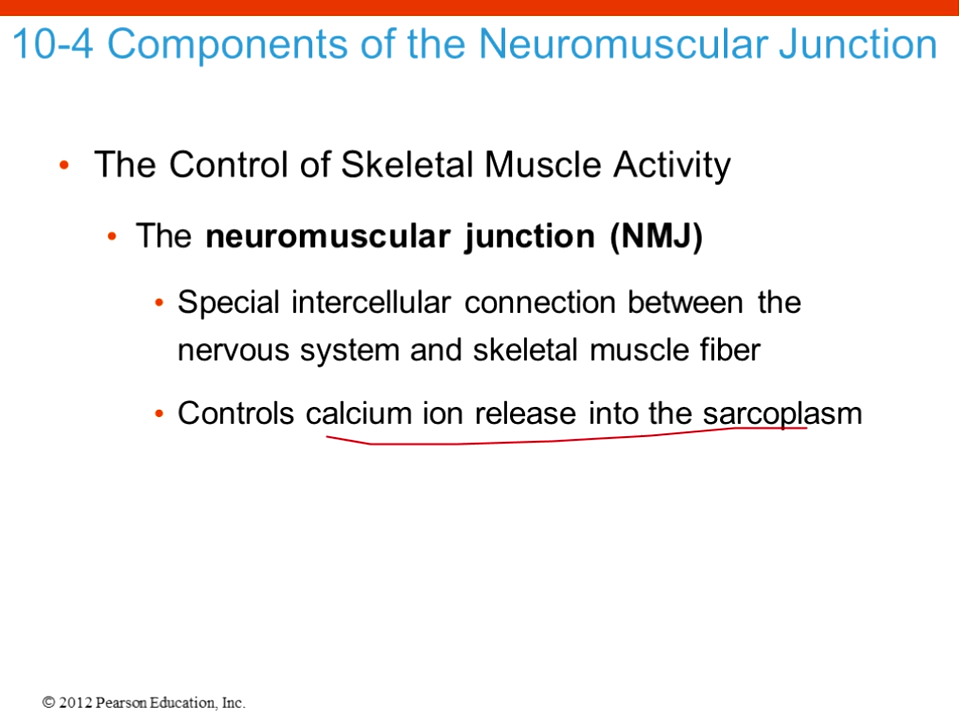 10-4 Components of the Neuromuscular Junction
• The Control of Skeletal Muscle Activity
• The neuromuscular junction (NMJ)
• Special intercellular connection between the
nervous system and skeletal muscle fiber
• Controls calcium ion release into the sarcoplasm
© 2012 Pearson Education, Inc.